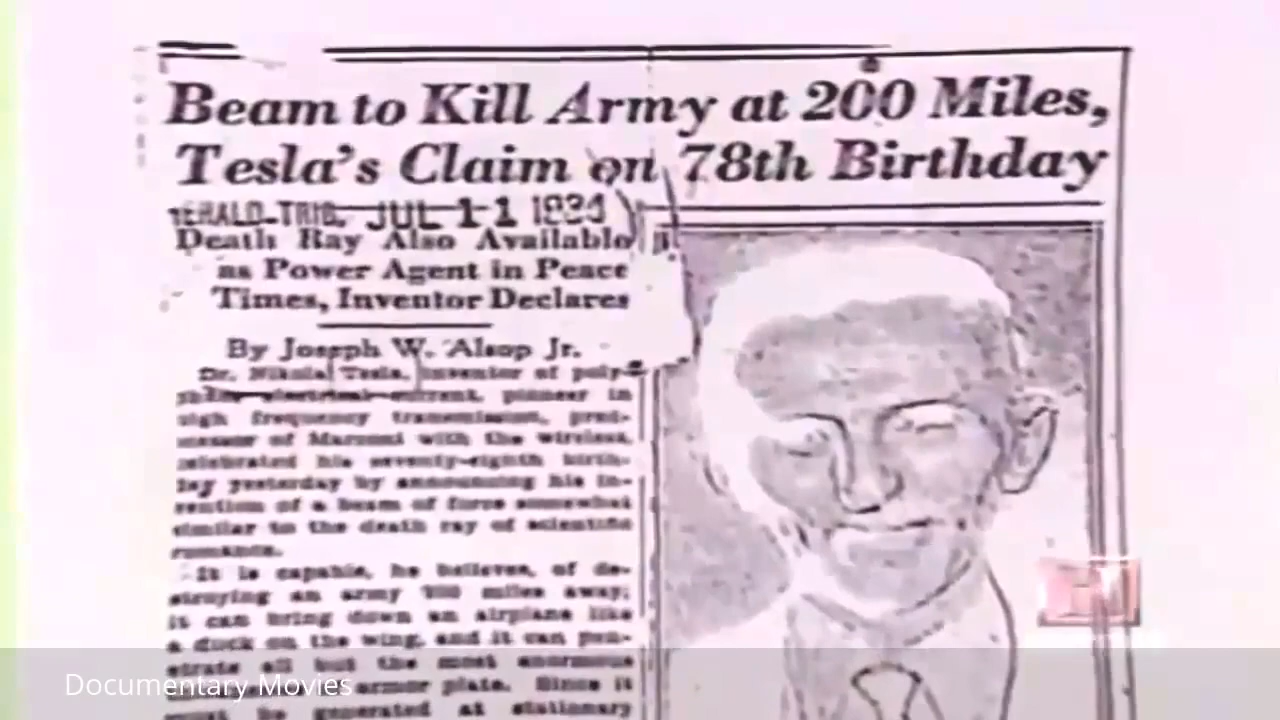 Beam to Kill Army at 200 Miles,
Tesla's Claim on 78th Birthday
HERALD-TRIB. JUL 11 1934
Death Ray Also Available
as Power Agent in Peace
Times, Inventor Declares
By Joseph W. Alsop Jr.
Dr. Nikola Tesla, inventor of poly-
phase electrical current, pioneer in
high frequency transmission, pred-
ecessor of Marconi with the wireless,
celebrated his seventy-eighth birth-
day yesterday by announcing his in-
vention of a beam of force somewhat
similar to the death ray of scientific
romance.
It is capable, he believes, of de-
stroying an army 200 miles away;
it can bring down an airplane like
a duck on the wing, and it can pen-
etrate all but the most enormous
armor plate. Since it
must be generated at stationary
H
Documentary Movies